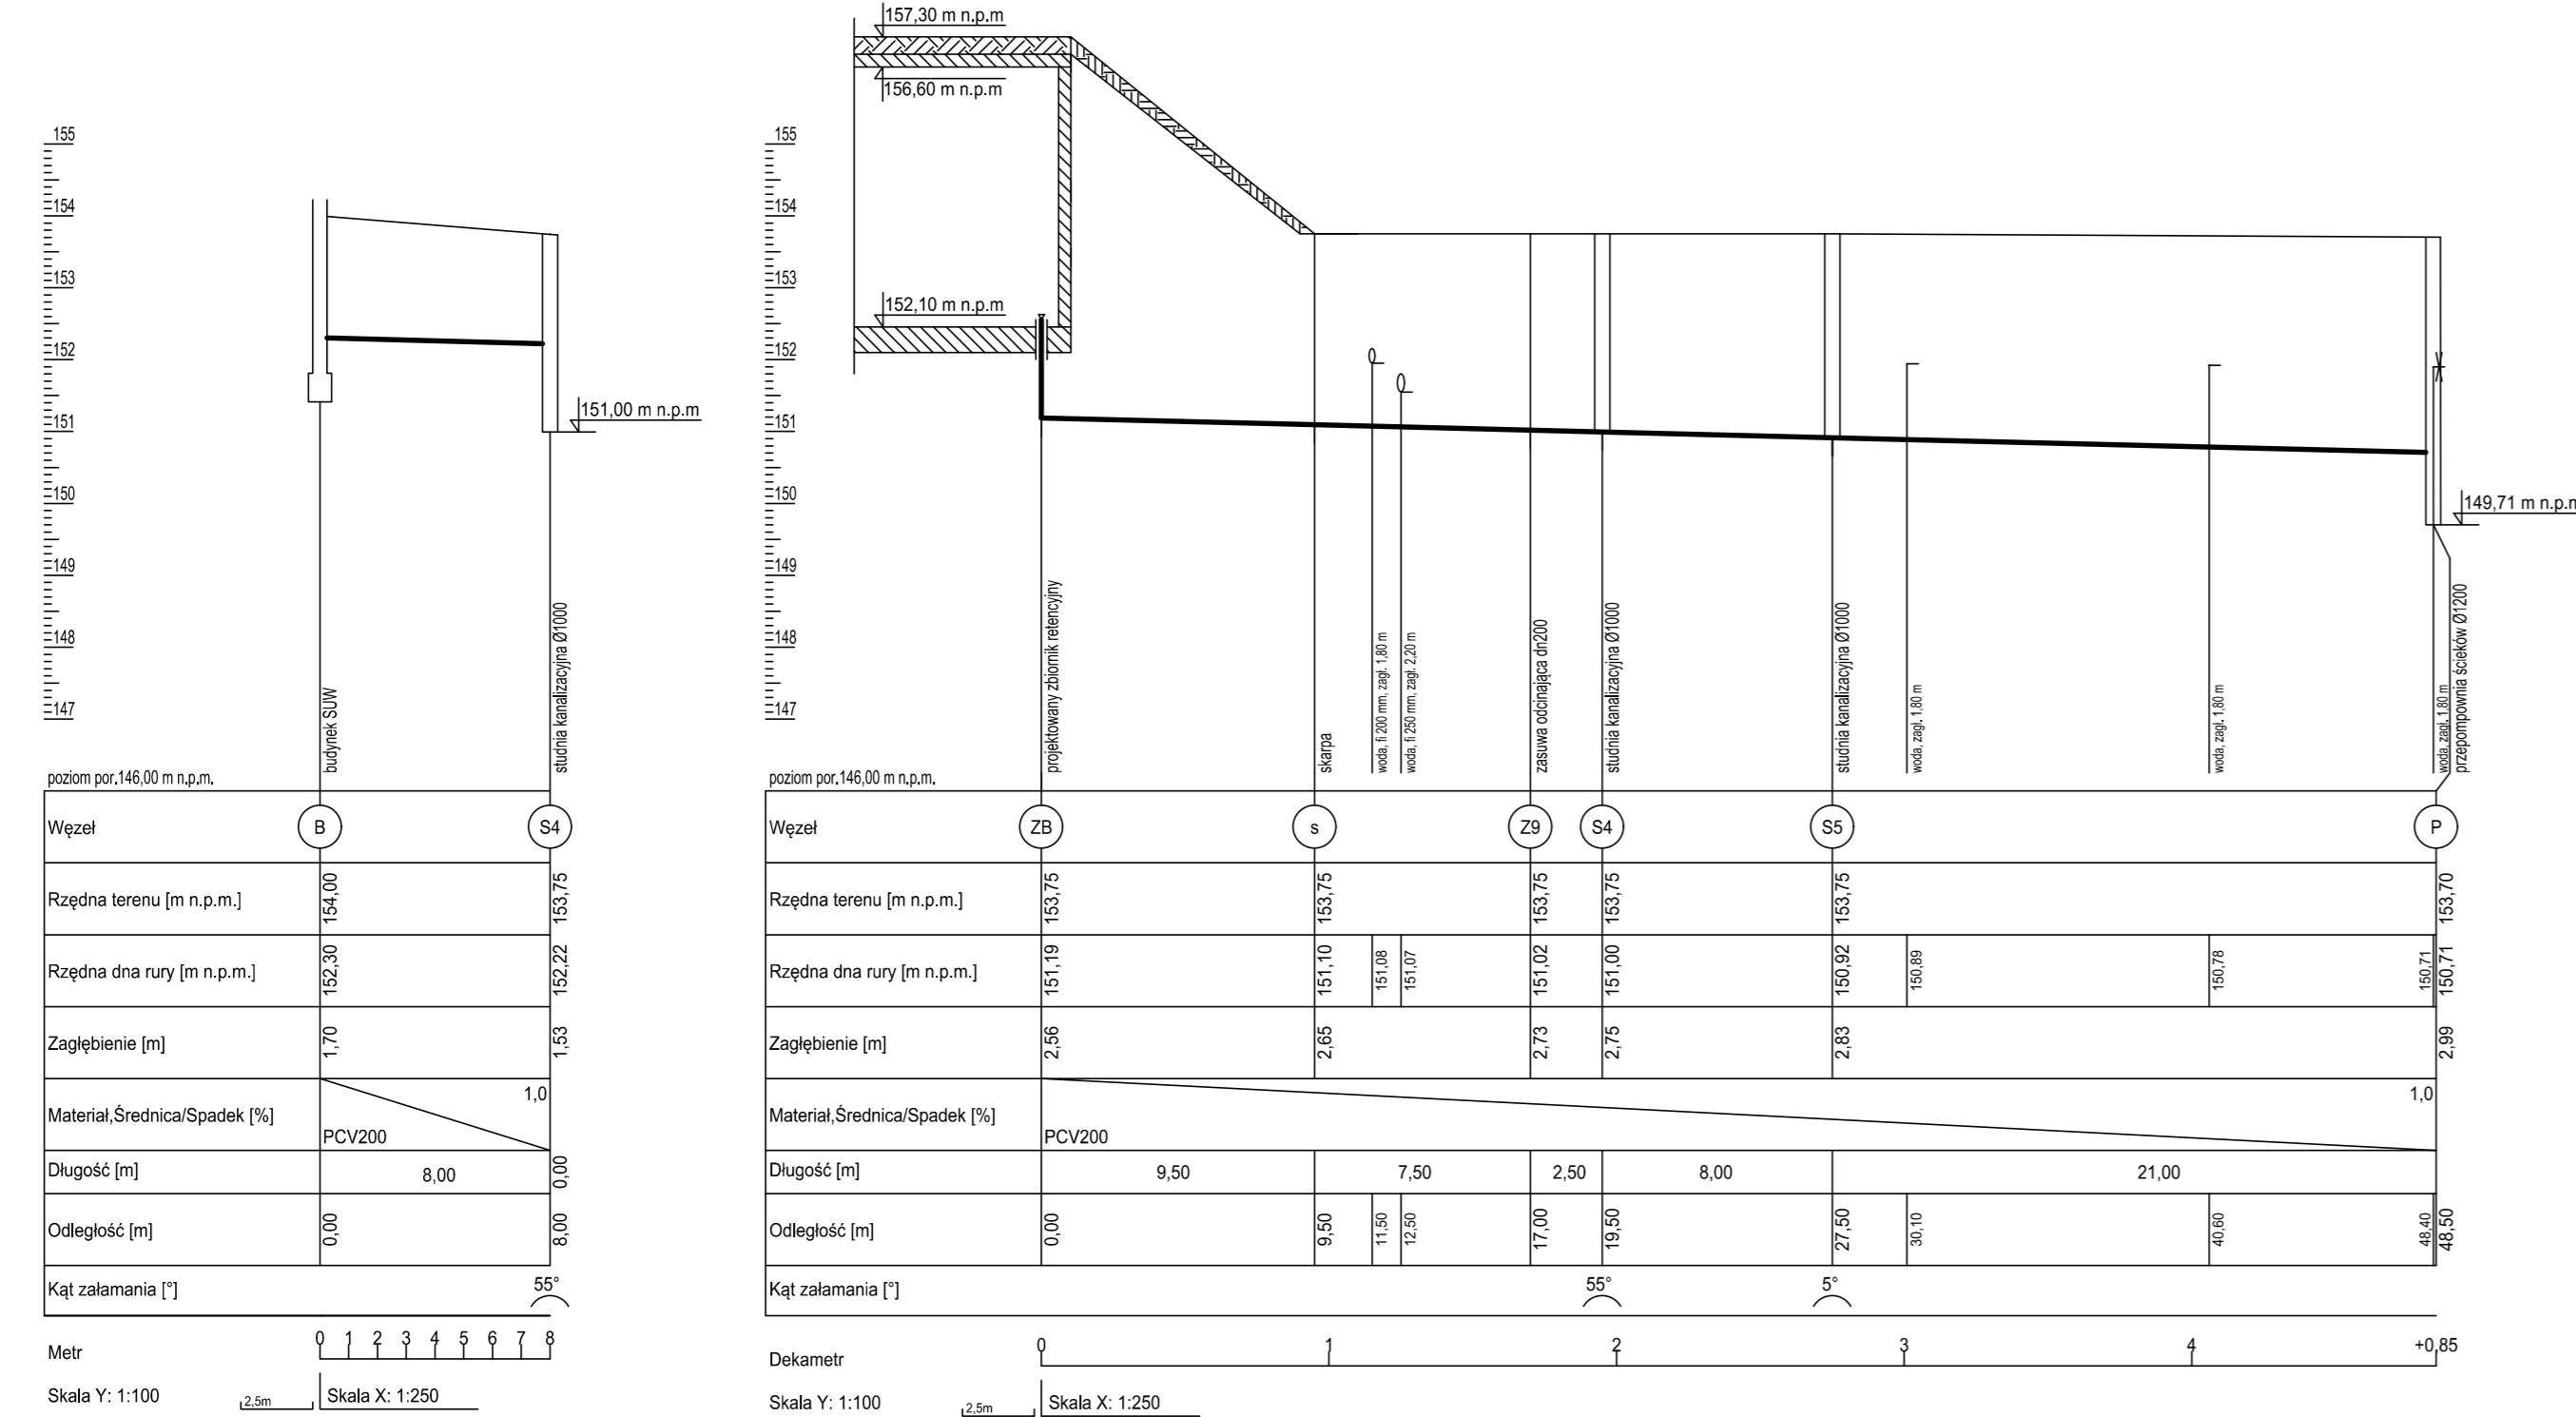 155
154
153
152
151
150
149
148
147
151,00 m n.p.m
budynek SUW
studnia kanalizacyjna Ø1000
poziom por.146,00 m n.p.m.
Węzeł
B
S4
Rzędna terenu [m n.p.m.]
154,00
153,75
Rzędna dna rury [m n.p.m.]
152,30
152,22
Zagłębienie [m]
1,70
1,53
Materiał,Średnica/Spadek [%]
PCV200
1,0
Długość [m]
8,00
0,00
Odległość [m]
0,00
8,00
Kąt załamania [°]
55°
Metr
0 1 2 3 4 5 6 7 8
Skala Y: 1:100
2,5m
Skala X: 1:250
157,30 m n.p.m
156,60 m n.p.m
152,10 m n.p.m
155
154
153
152
151
150
149
148
147
149,71 m n.p.m
projektowany zbiornik retencyjny
skarpa
woda, fi 200 mm, zagł. 1,80 m
woda, fi 250 mm, zagł. 2,20 m
zasuwa odcinająca dn200
studnia kanalizacyjna Ø1000
studnia kanalizacyjna Ø1000
woda, zagł. 1,80 m
woda, zagł. 1,80 m
woda, zagł. 1,80 m
przepompownia ścieków Ø1200
poziom por.146,00 m n.p.m.
Węzeł
ZB
s
Z9
S4
S5
P
Rzędna terenu [m n.p.m.]
153,75
153,75
153,75
153,75
153,75
153,70
Rzędna dna rury [m n.p.m.]
151,19
151,10
151,08
151,07
151,02
151,00
150,92
150,89
150,78
150,71
150,71
Zagłębienie [m]
2,56
2,65
2,73
2,75
2,83
2,99
Materiał,Średnica/Spadek [%]
PCV200
1,0
Długość [m]
9,50
7,50
2,50
8,00
21,00
Odległość [m]
0,00
9,50
11,50
12,50
17,00
19,50
27,50
30,10
40,60
48,40
48,50
Kąt załamania [°]
55°
5°
Dekametr
0 1 2 3 4 +0,85
Skala Y: 1:100
2,5m
Skala X: 1:250